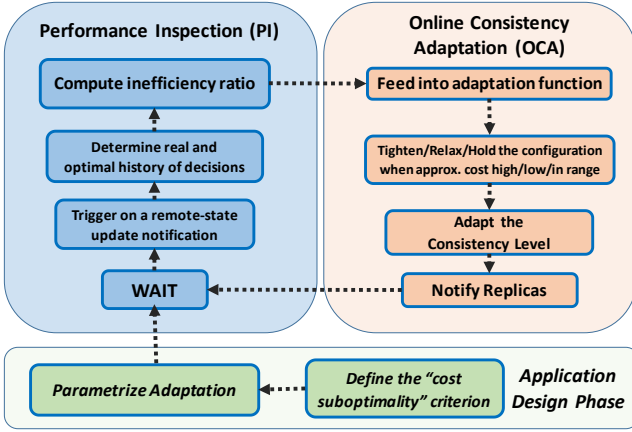 Performance Inspection (PI)
Compute inefficiency ratio
Determine real and
optimal history of decisions
Trigger on a remote-state
update notification
WAIT
Online Consistency
Adaptation (OCA)
Feed into adaptation function
Tighten/Relax/Hold the configuration
when approx. cost high/low/in range
Adapt the
Consistency Level
Notify Replicas
Parametrize Adaptation
Define the “cost
suboptimality” criterion
Application
Design Phase